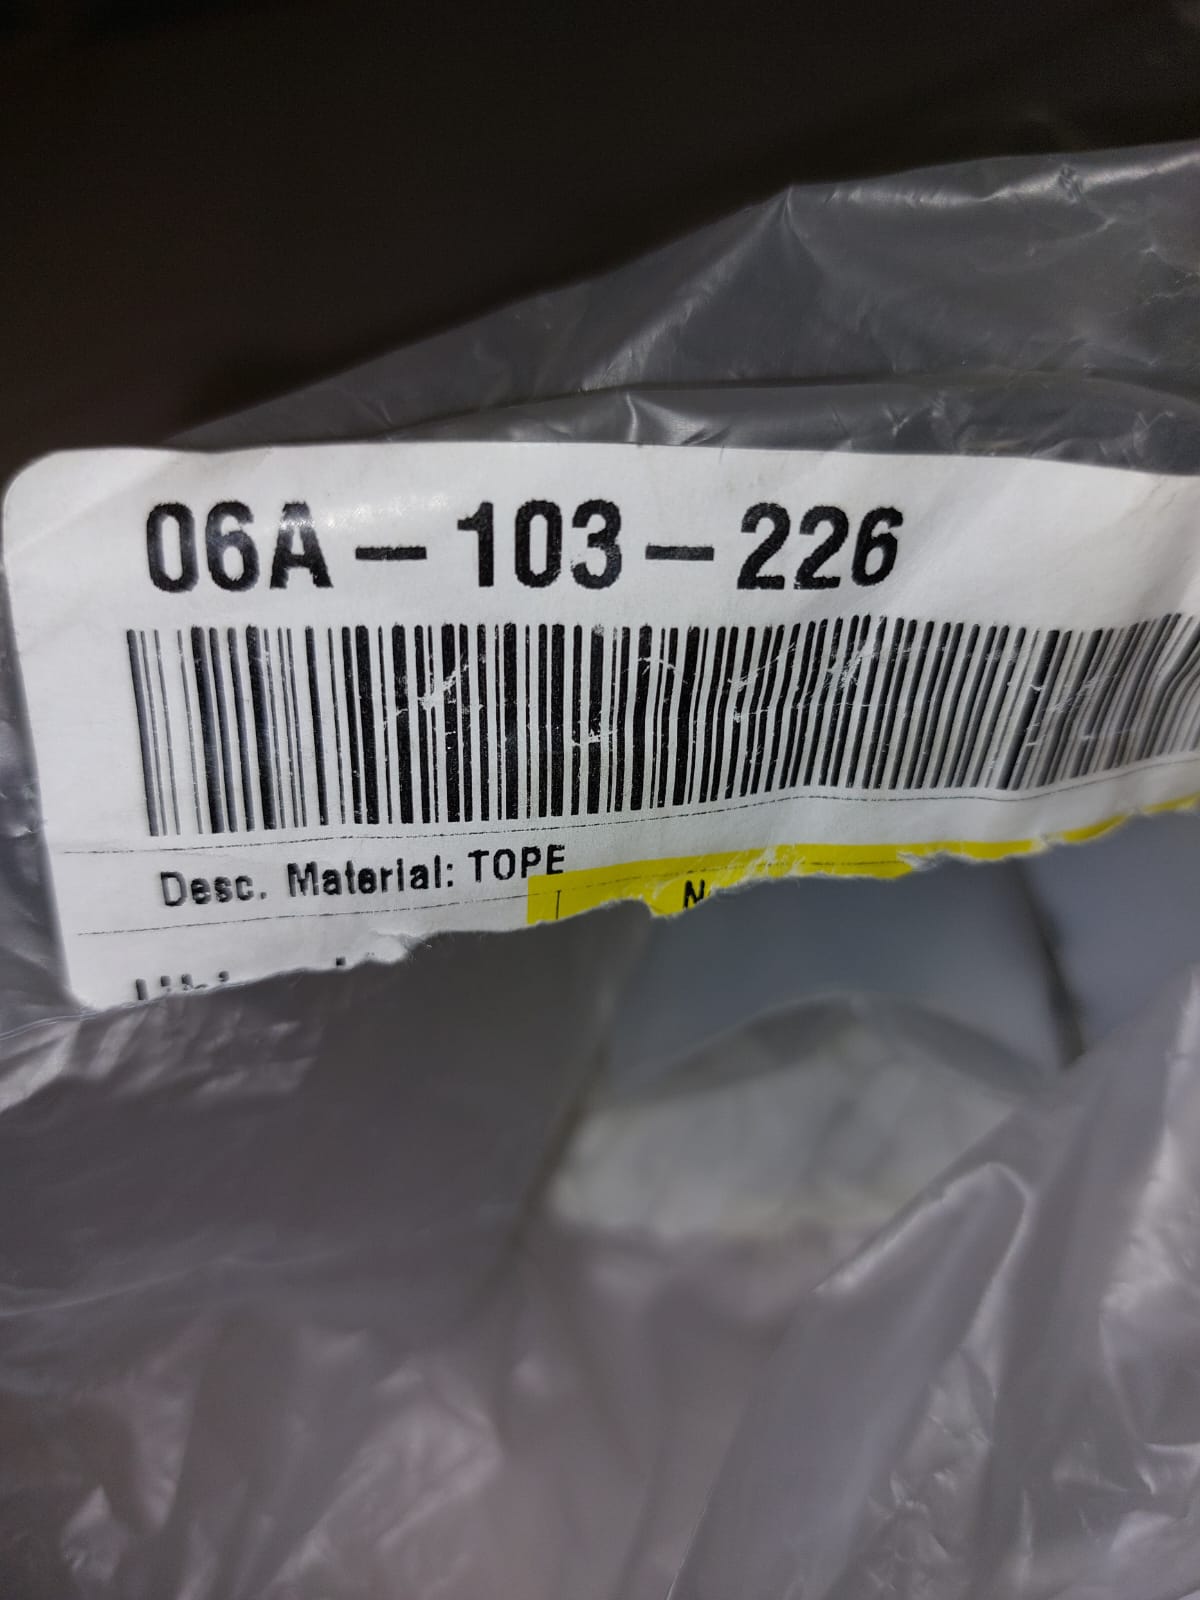 06A-103-226
Desc. Material: TOPE
N